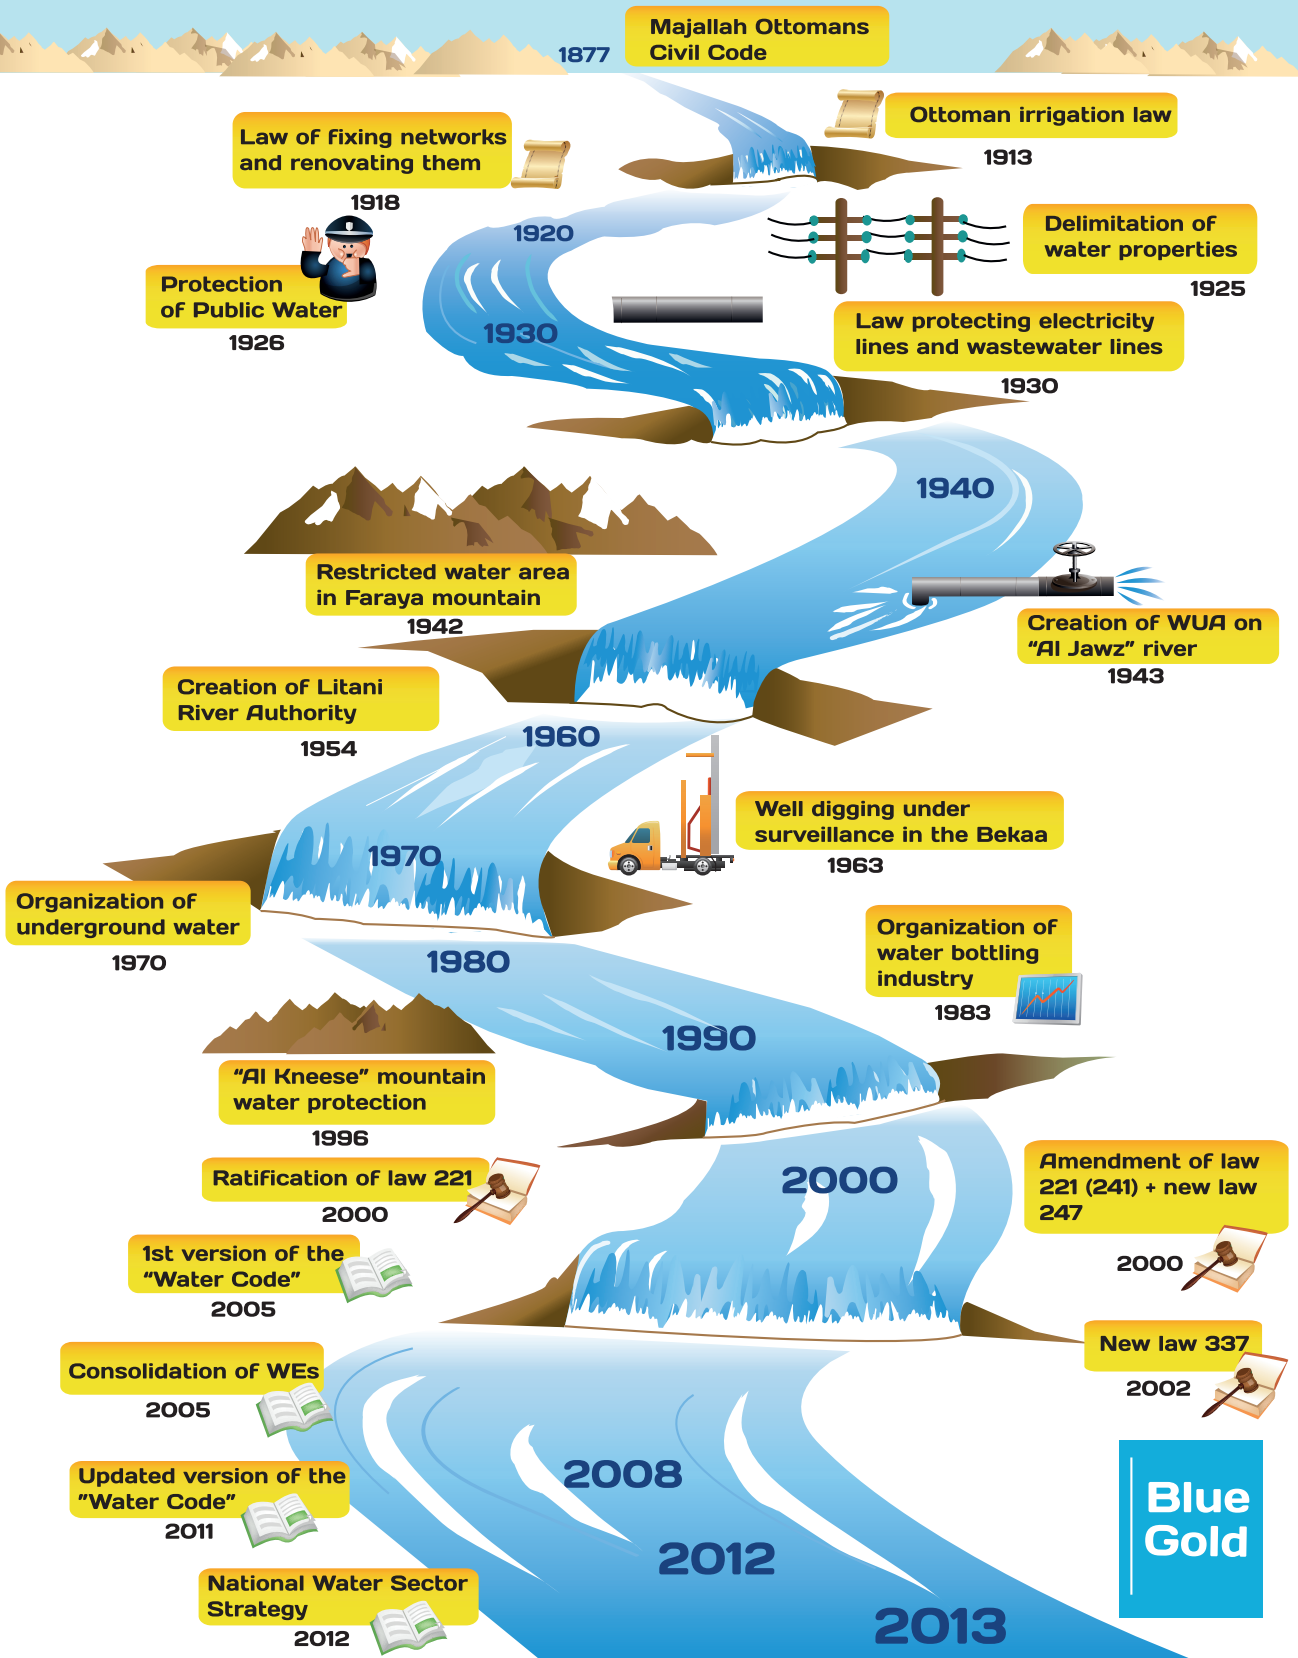 1877
Majallah Ottomans
Civil Code
Ottoman irrigation law
1913
Law of fixing networks
and renovating them
1918
1920
Delimitation of
water properties
1925
Protection
of Public Water
1926
1930
Law protecting electricity
lines and wastewater lines
1930
1940
Restricted water area
in Faraya mountain
1942
Creation of WUA on
“Al Jawz” river
1943
Creation of Litani
River Authority
1954
1960
Well digging under
surveillance in the Bekaa
1963
1970
Organization of
underground water
1970
1980
Organization of
water bottling
industry
1983
1990
“Al Kneese” mountain
water protection
1996
Ratification of law 221
2000
2000
Amendment of law
221 (241) + new law
247
2000
1st version of the
“Water Code”
2005
New law 337
2002
Consolidation of WEs
2005
2008
Updated version of the
”Water Code”
2011
2012
National Water Sector
Strategy
2012
2013
Blue
Gold